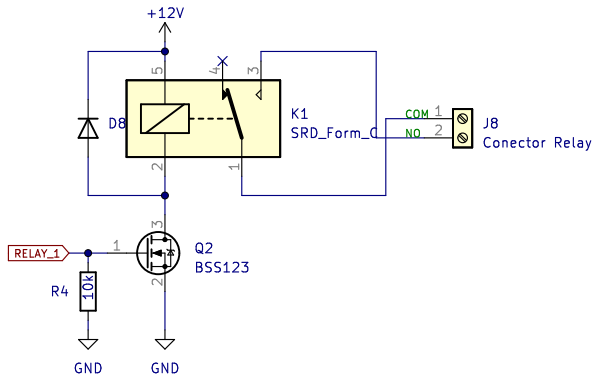 +12V
5
4
3
D8
K1
SRD_Form_C
COM
1
NO
2
J8
Conector Relay
2
1
3
Q2
BSS123
RELAY_1
1
2
R4
10k
GND
GND